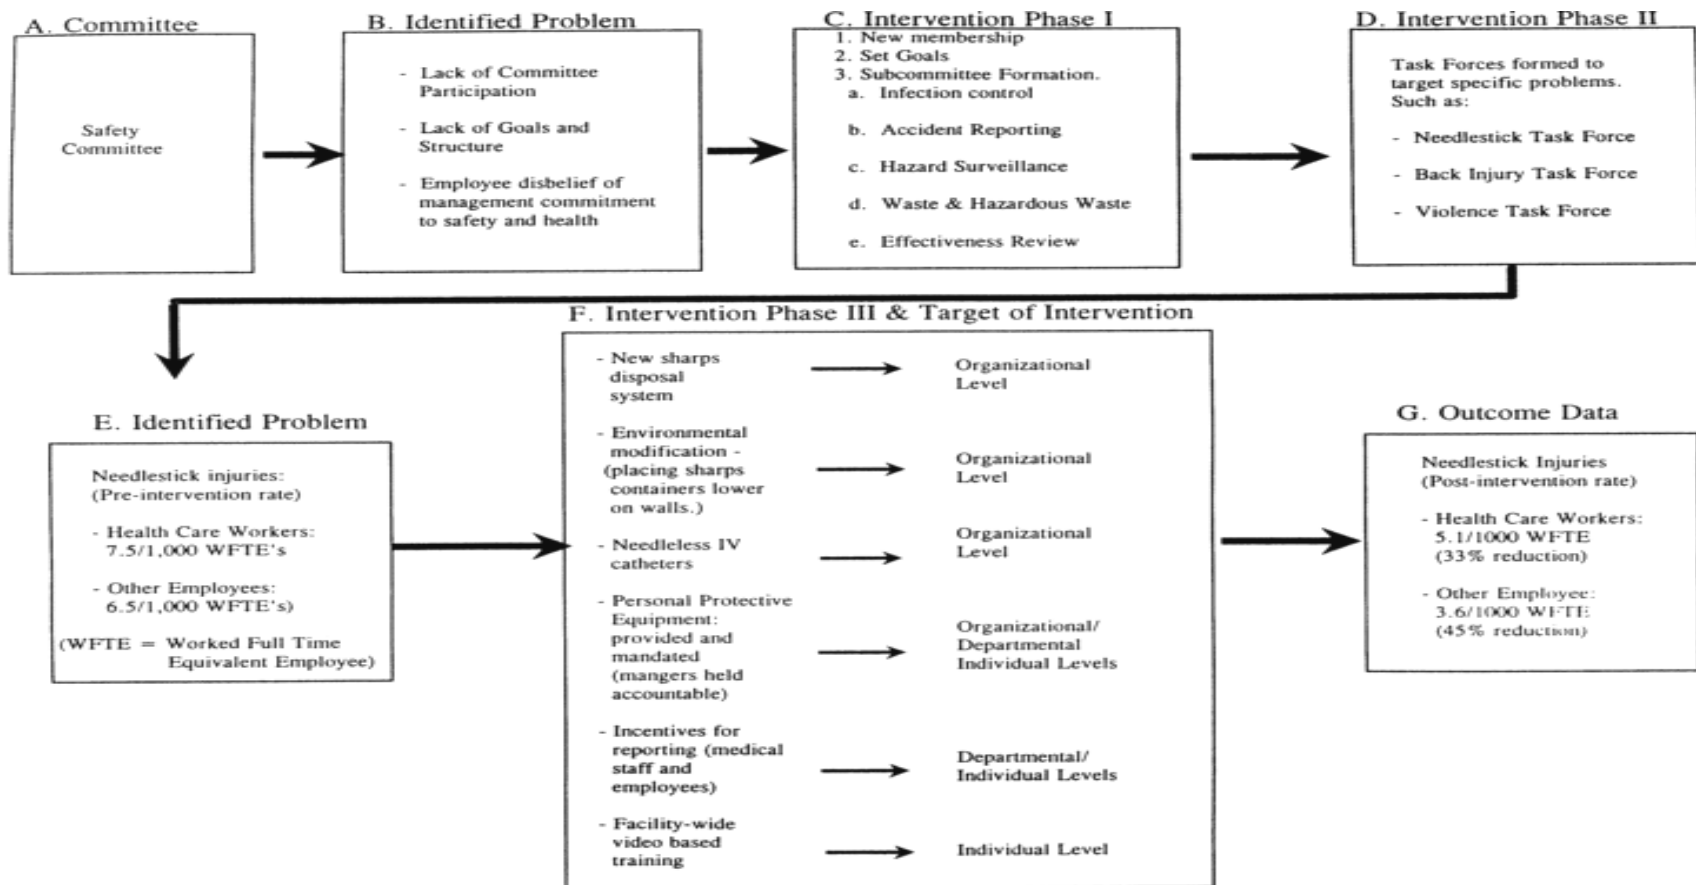 A. Committee
Safety
Committee
B. Identified Problem
- Lack of Committee
Participation
- Lack of Goals and
Structure
- Employee disbelief of
management commitment
to safety and health
C. Intervention Phase I
1. New membership
2. Set Goals
3. Subcommittee Formation.
a. Infection control
b. Accident Reporting
c. Hazard Surveillance
d. Waste & Hazardous Waste
e. Effectiveness Review
D. Intervention Phase II
Task Forces formed to
target specific problems.
Such as:
- Needlestick Task Force
- Back Injury Task Force
- Violence Task Force
E. Identified Problem
Needlestick injuries:
(Pre-intervention rate)
- Health Care Workers:
7.5/1,000 WFTE's
- Other Employees:
6.5/1,000 WFTE's)
(WFTE = Worked Full Time
Equivalent Employee)
F. Intervention Phase III & Target of Intervention
- New sharps
disposal
system
Organizational
Level
- Environmental
modification -
(placing sharps
containers lower
on walls.)
Organizational
Level
- Needleless IV
catheters
Organizational
Level
- Personal Protective
Equipment:
provided and
mandated
(mangers held
accountable)
Organizational/
Departmental
Individual Levels
- Incentives for
reporting (medical
staff and
employees)
Departmental/
Individual Levels
- Facility-wide
video based
training
Individual Level
G. Outcome Data
Needlestick Injuries
(Post-intervention rate)
- Health Care Workers:
5.1/1000 WFTE
(33% reduction)
- Other Employee:
3.6/1000 WFTE
(45% reduction)